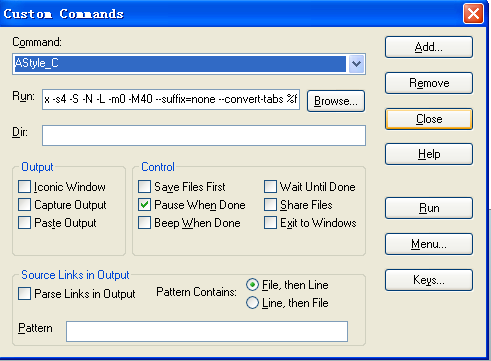 Custom Commands
Command:
AStyle_C
Add...
Run: x -s4 -S -N -L -m0 -M40 --suffix=none --convert-tabs %f Browse...
Remove
Dir:
Close
Help
Output
Iconic Window
Capture Output
Paste Output
Control
Save Files First
Pause When Done
Beep When Done
Wait Until Done
Share Files
Exit to Windows
Run
Menu...
Keys...
Source Links in Output
Parse Links in Output
Pattern Contains:
File, then Line
Line, then File
Pattern